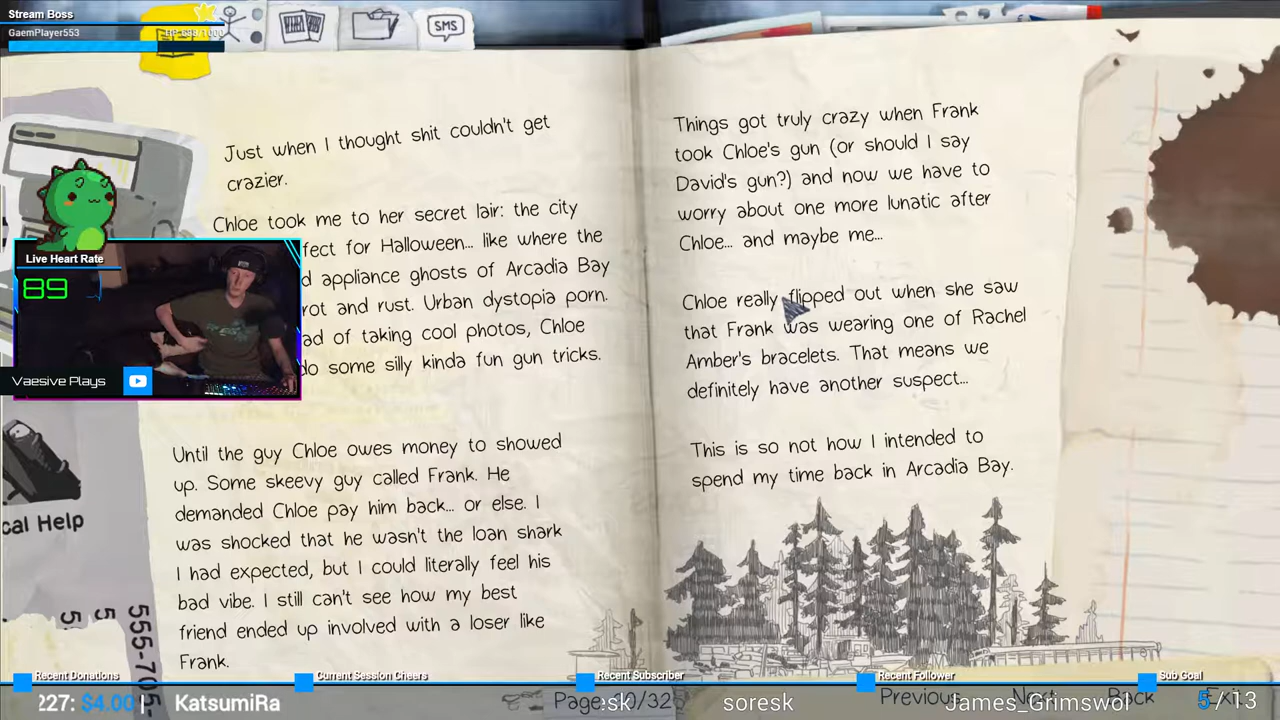 Stream Boss
GaemPlayer553
SMS
Just when I thought shit couldn't get
crazier.
Chloe took me to her secret lair: the city
fect for Halloween... like where the
d appliance ghosts of Arcadia Bay
rot and rust. Urban dystopia porn.
ad of taking cool photos, Chloe
do some silly kinda fun gun tricks.
Until the guy Chloe owes money to showed
up. Some skeevy guy called Frank. He
demanded Chloe pay him back... or else. I
was shocked that he wasn't the loan shark
I had expected, but I could literally feel his
bad vibe. I still can't see how my best
friend ended up involved with a loser like
Frank.
Things got truly crazy when Frank
took Chloe's gun (or should I say
David's gun?) and now we have to
worry about one more lunatic after
Chloe... and maybe me...
Chloe really flipped out when she saw
that Frank was wearing one of Rachel
Amber's bracelets. That means we
definitely have another suspect...
This is so not how I intended to
spend my time back in Arcadia Bay.
Live Heart Rate
89
Vaesive Plays
cal Help
555-705-
Recent Donations
Current Session Cheers
Recent Subscriber
Recent Follower
Sub Goal
227: $4.00
KatsumiRa
Page
/32
sk
soresk
Previous
Next
Back
Exit
James_Grimswol
5 / 13